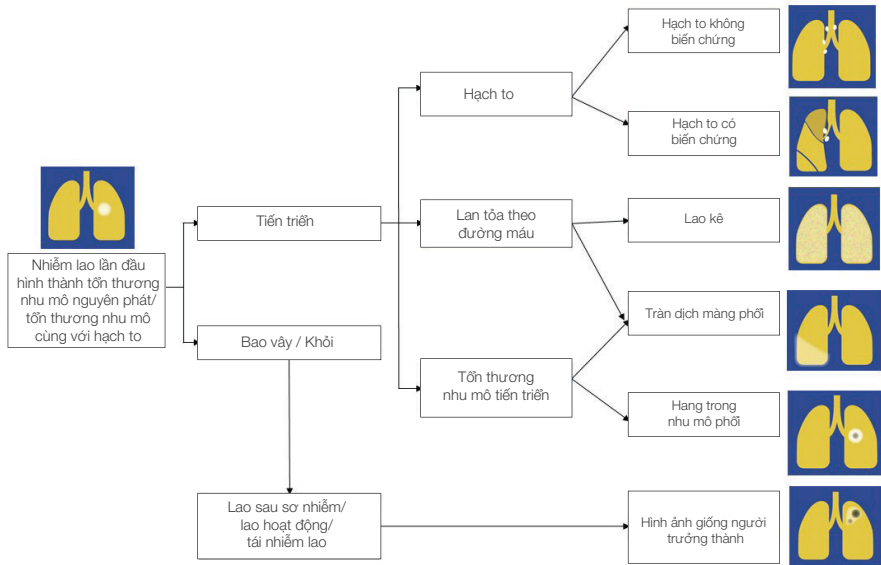 Nhiễm lao lần đầu
hình thành tổn thương
nhu mô nguyên phát/
tổn thương nhu mô
cùng với hạch to
Tiến triển
Bao vây / Khỏi
Lao sau sơ nhiễm/
lao hoạt động/
tái nhiễm lao
Hạch to
Lan tỏa theo
đường máu
Tổn thương
nhu mô tiến triển
Hạch to không
biến chứng
Hạch to có
biến chứng
Lao kê
Tràn dịch màng phổi
Hang trong
nhu mô phổi
Hình ảnh giống người
trưởng thành